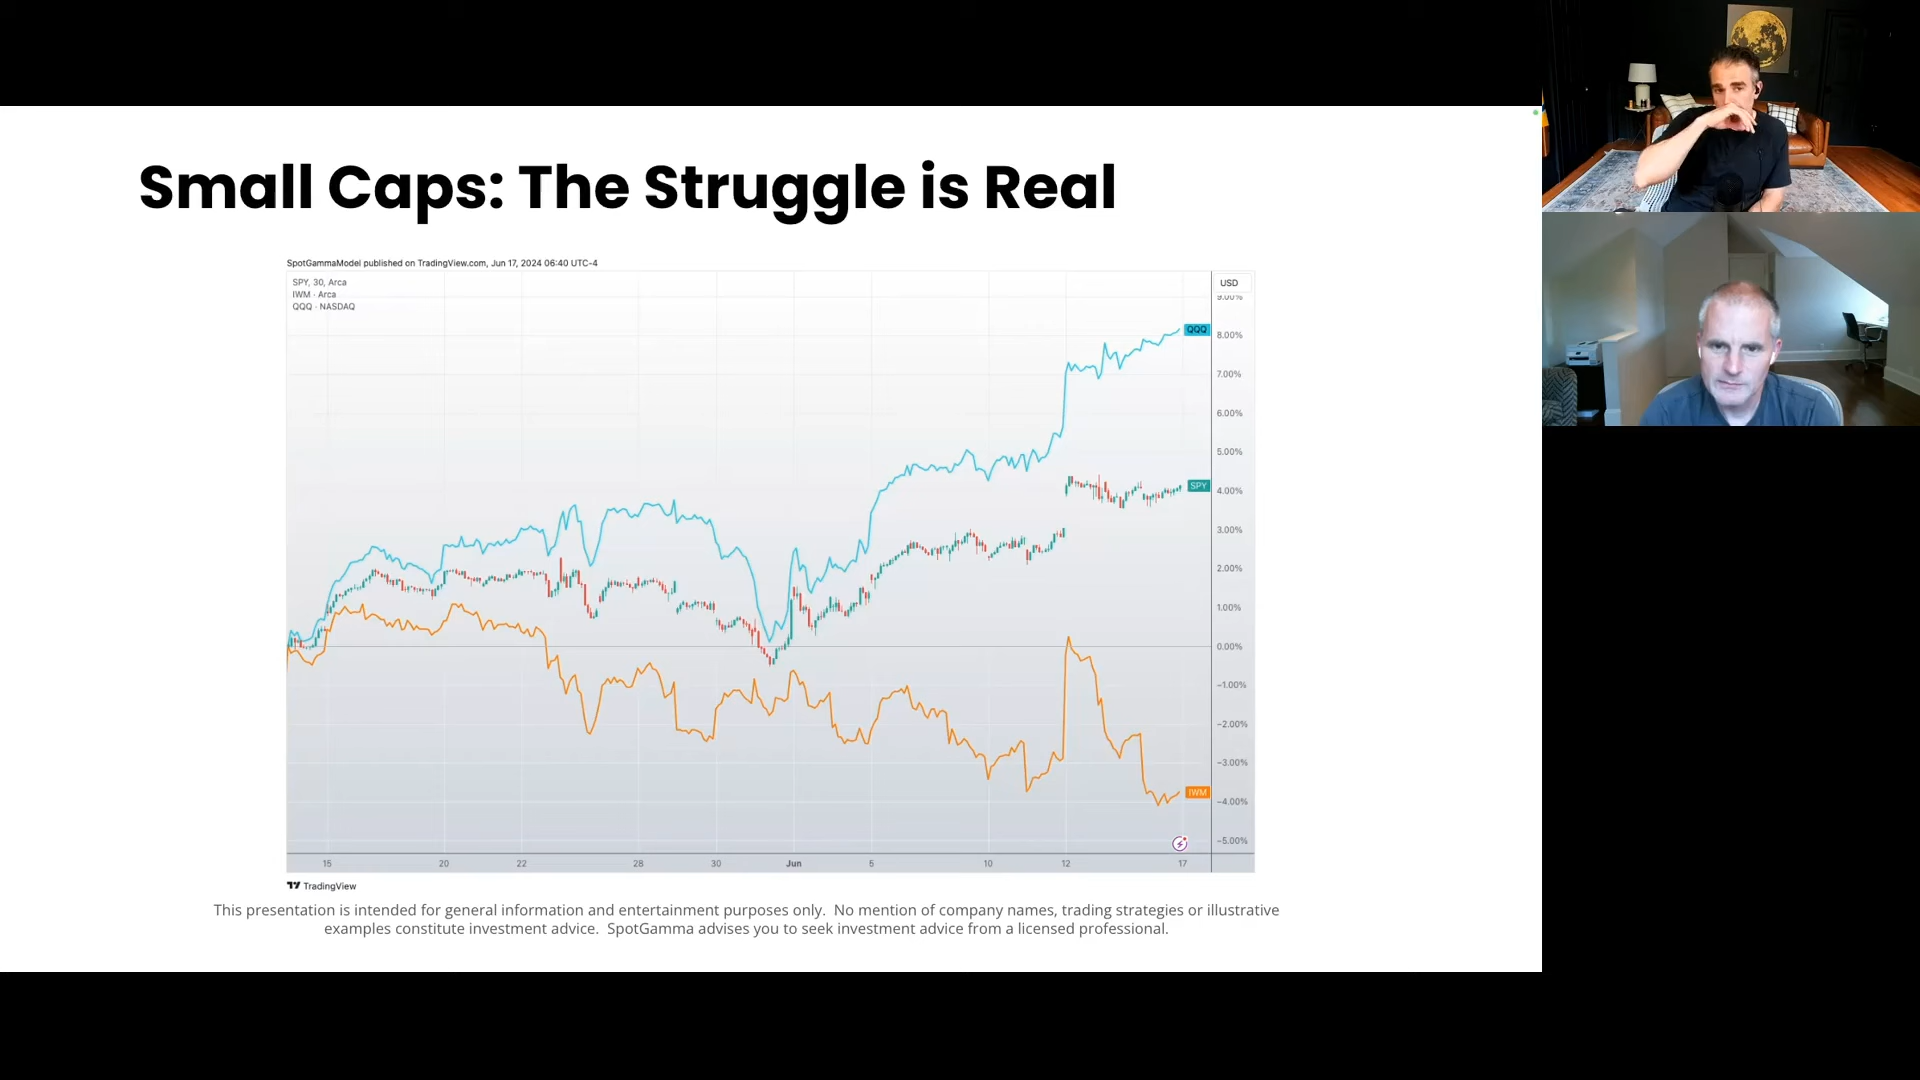 Small Caps: The Struggle is Real
SpotGammaModel published on TradingView.com, Jun 17, 2024 06:40 UTC-4
SPY, 30, Arca
IWM · Arca
QQQ · NASDAQ
USD
9.00%
QQQ
8.00%
7.00%
6.00%
5.00%
SPY
4.00%
3.00%
2.00%
1.00%
0.00%
−1.00%
−2.00%
−3.00%
IWM
−4.00%
−5.00%
15 20 22 28 30 Jun 5 10 12 17
TradingView
This presentation is intended for general information and entertainment purposes only.  No mention of company names, trading strategies or illustrative
examples constitute investment advice.  SpotGamma advises you to seek investment advice from a licensed professional.